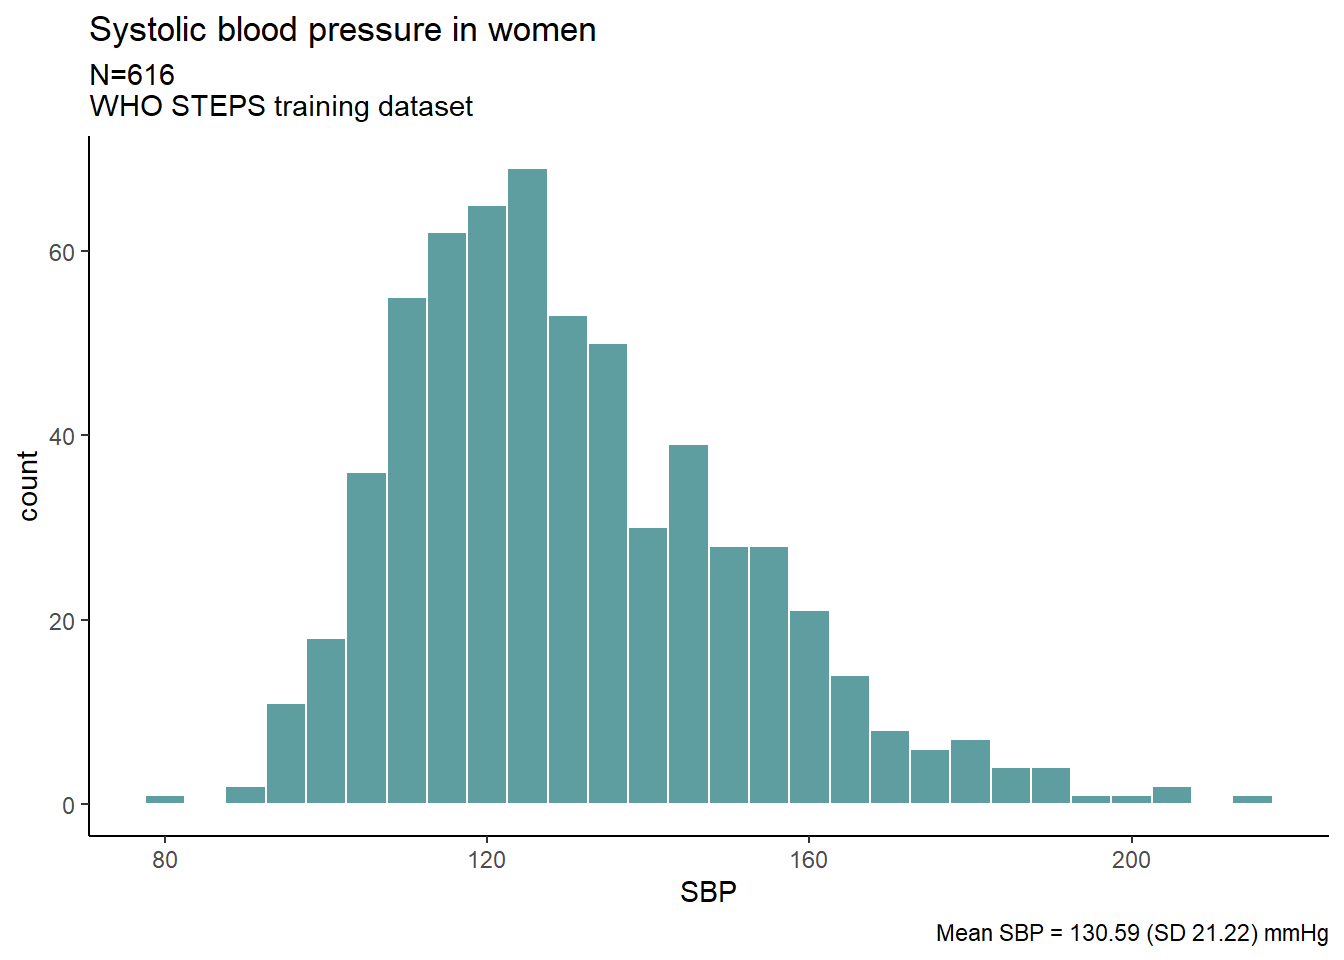 Systolic blood pressure in women
N=616
WHO STEPS training dataset
60
40
20
0
count
80 120 160 200
SBP
Mean SBP = 130.59 (SD 21.22) mmHg